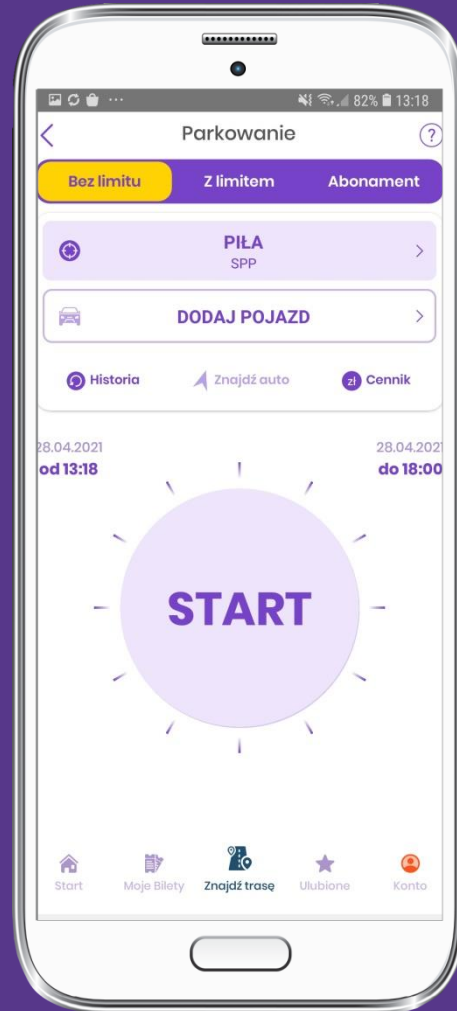 82% 13:18
Parkowanie ?
Bez limitu Z limitem Abonament
PIŁA
SPP
DODAJ POJAZD
Historia Znajdź auto zł Cennik
28.04.2021 28.04.202
od 13:18 do 18:00
START
Start Moje Bilety Znajdź trasę Ulubione Konto